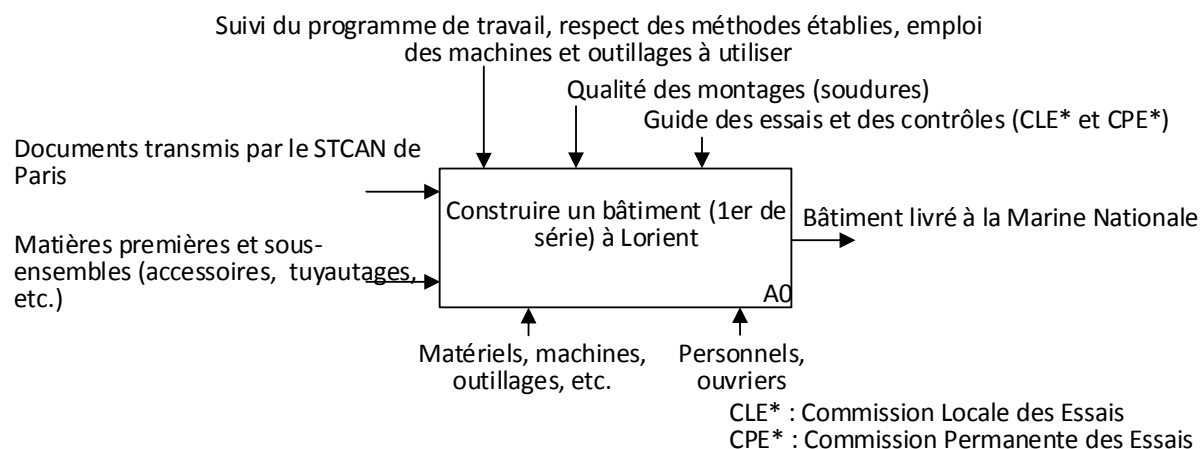 Suivi du programme de travail, respect des méthodes établies, emploi
des machines et outillages à utiliser
Qualité des montages (soudures)
Guide des essais et des contrôles (CLE* et CPE*)
Documents transmis par le STCAN de
Paris
Construire un bâtiment (1er de
série) à Lorient
Bâtiment livré à la Marine Nationale
Matières premières et sous-
ensembles (accessoires, tuyautages,
etc.)
A0
Matériels, machines,
outillages, etc.
Personnels,
ouvriers
CLE* : Commission Locale des Essais
CPE* : Commission Permanente des Essais